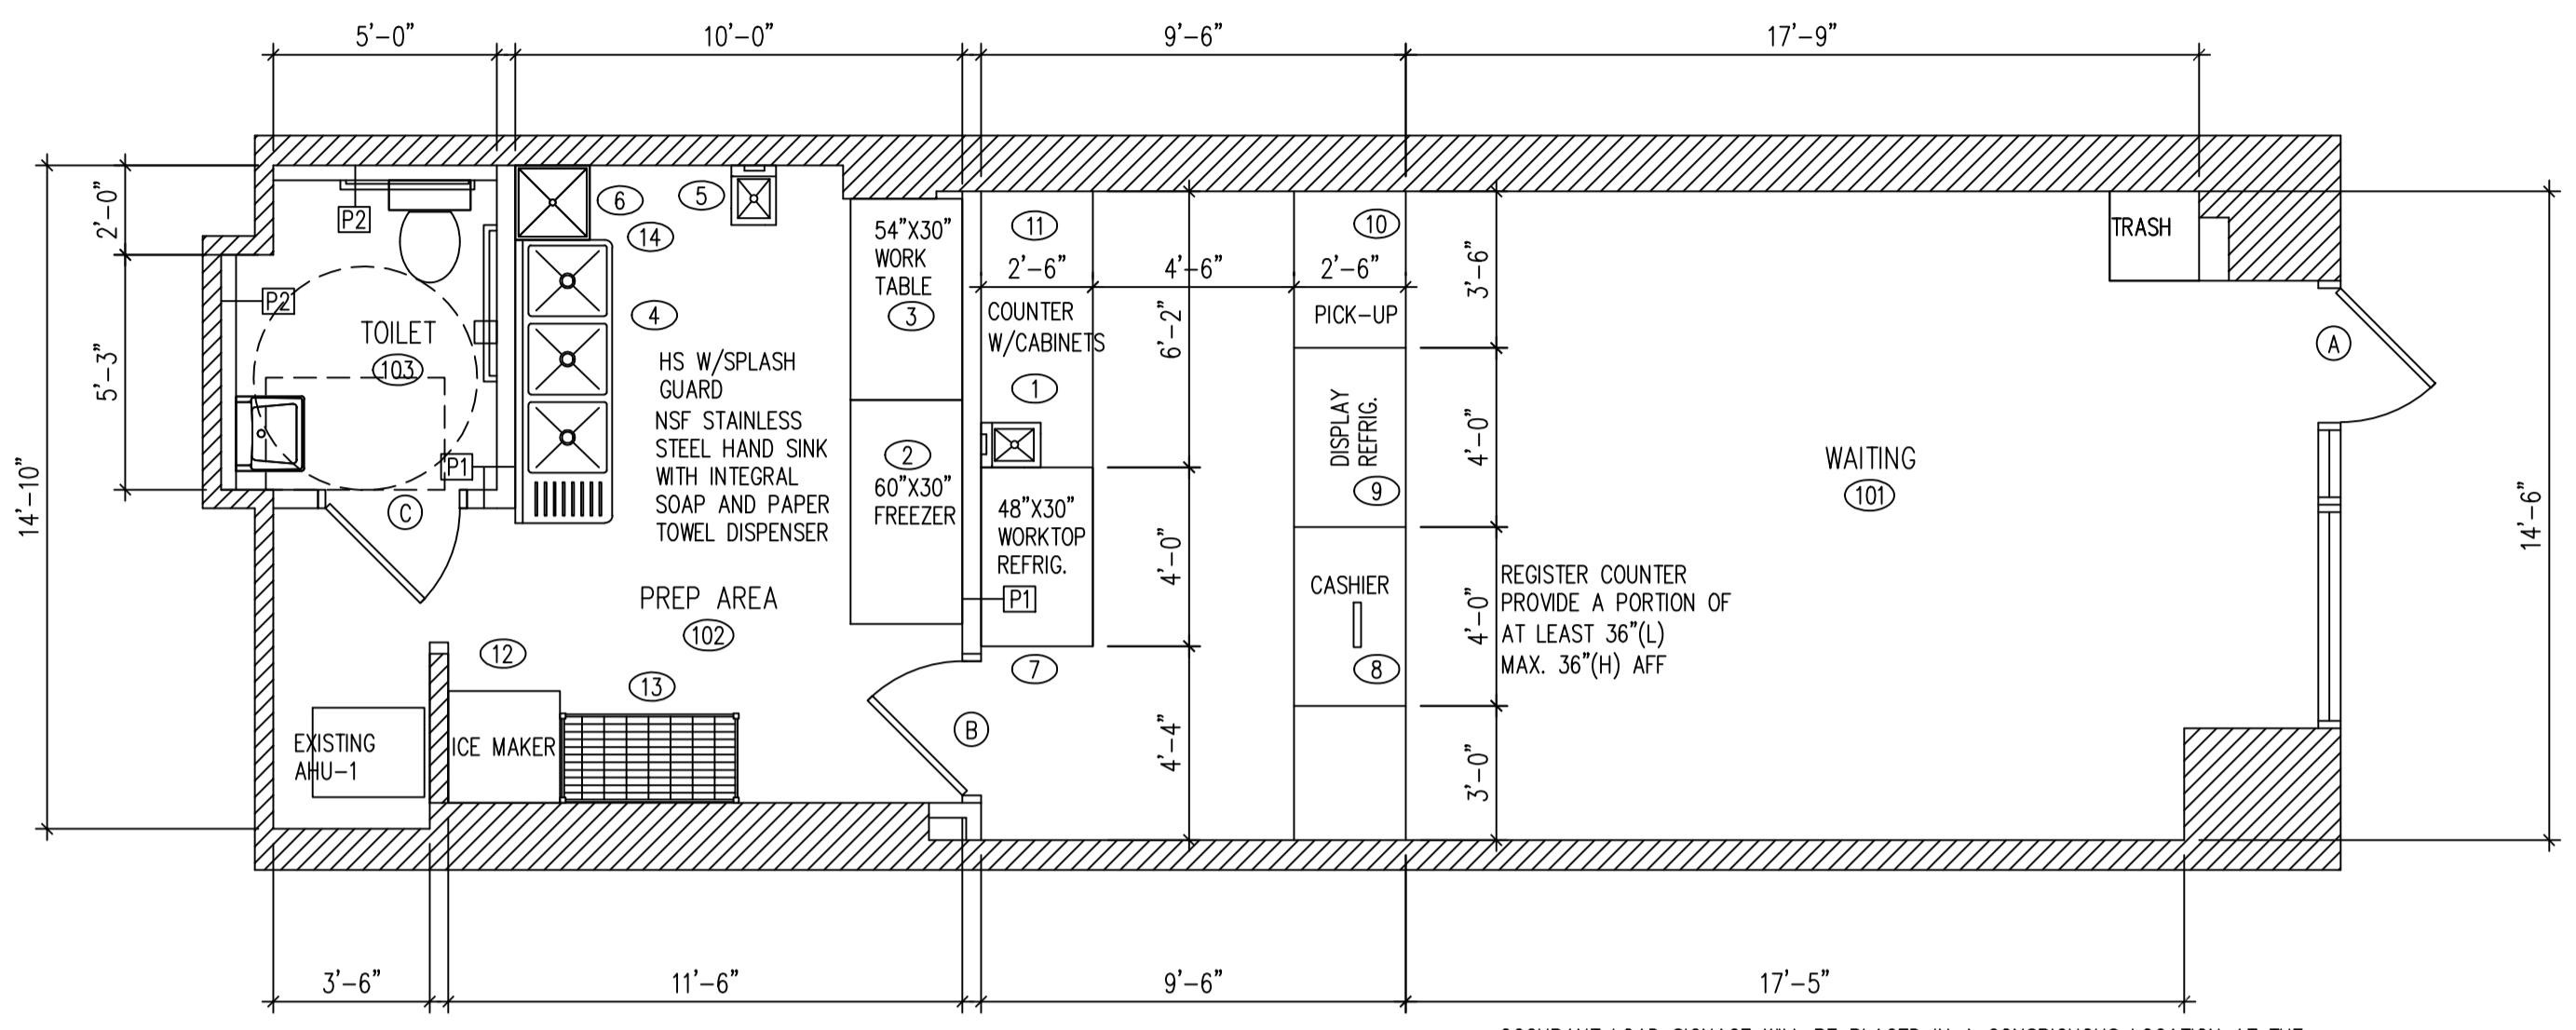 5'-0"
10'-0"
9'-6"
17'-9"
14'-10"
2'-0"
5'-3"
P2
P2
TOILET
103
P1
C
6
14
5
4
HS W/SPLASH
GUARD
NSF STAINLESS
STEEL HAND SINK
WITH INTEGRAL
SOAP AND PAPER
TOWEL DISPENSER
PREP AREA
102
54"X30"
WORK
TABLE
3
2
60"X30"
FREEZER
11
2'-6"
4'-6"
2'-6"
COUNTER
W/CABINETS
1
48"X30"
WORKTOP
REFRIG.
P1
7
6'-2"
4'-0"
4'-4"
10
PICK-UP
DISPLAY
REFRIG.
9
CASHIER
8
3'-6"
4'-0"
4'-0"
3'-0"
REGISTER COUNTER
PROVIDE A PORTION OF
AT LEAST 36"(L)
MAX. 36"(H) AFF
WAITING
101
TRASH
A
14'-6"
12
13
EXISTING
AHU-1
ICE MAKER
B
3'-6"
11'-6"
9'-6"
17'-5"